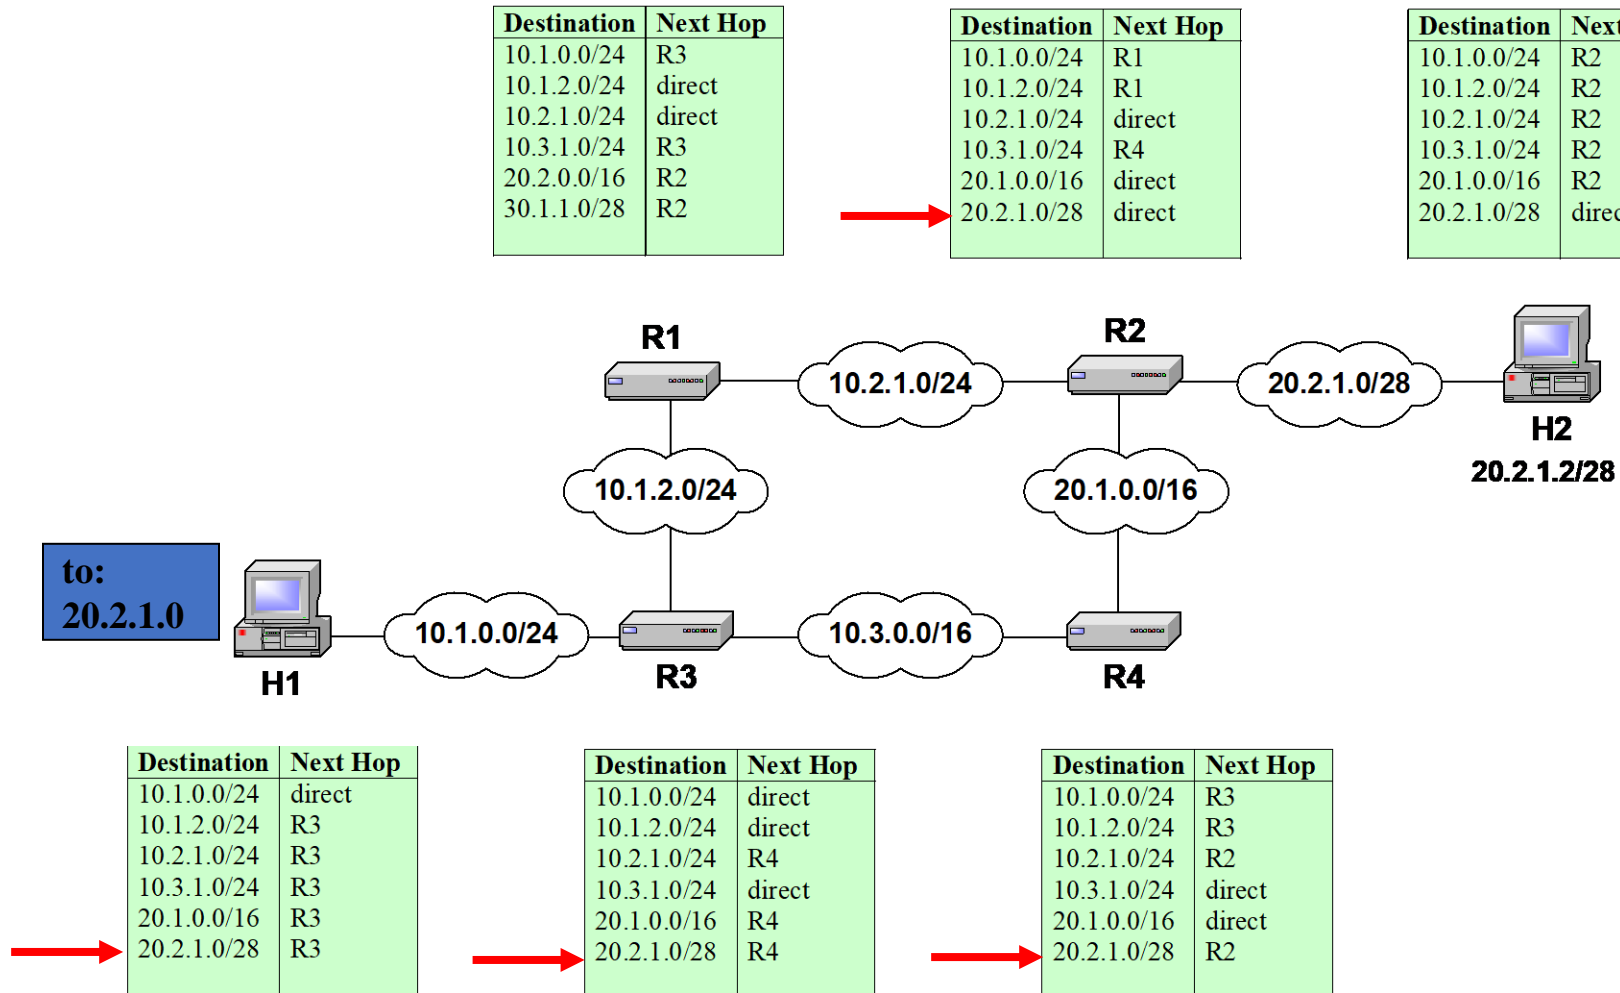 Destination Next Hop
10.1.0.0/24 R3
10.1.2.0/24 direct
10.2.1.0/24 direct
10.3.1.0/24 R3
20.2.0.0/16 R2
30.1.1.0/28 R2
Destination Next Hop
10.1.0.0/24 R1
10.1.2.0/24 R1
10.2.1.0/24 direct
10.3.1.0/24 R4
20.1.0.0/16 direct
20.2.1.0/28 direct
Destination Next
10.1.0.0/24 R2
10.1.2.0/24 R2
10.2.1.0/24 R2
10.3.1.0/24 R2
20.1.0.0/16 R2
20.2.1.0/28 direc
R1
R2
10.2.1.0/24
20.2.1.0/28
H2
20.2.1.2/28
10.1.2.0/24
20.1.0.0/16
to:
20.2.1.0
10.1.0.0/24
10.3.0.0/16
H1
R3
R4
Destination Next Hop
10.1.0.0/24 direct
10.1.2.0/24 R3
10.2.1.0/24 R3
10.3.1.0/24 R3
20.1.0.0/16 R3
20.2.1.0/28 R3
Destination Next Hop
10.1.0.0/24 direct
10.1.2.0/24 direct
10.2.1.0/24 R4
10.3.1.0/24 direct
20.1.0.0/16 R4
20.2.1.0/28 R4
Destination Next Hop
10.1.0.0/24 R3
10.1.2.0/24 R3
10.2.1.0/24 R2
10.3.1.0/24 direct
20.1.0.0/16 direct
20.2.1.0/28 R2